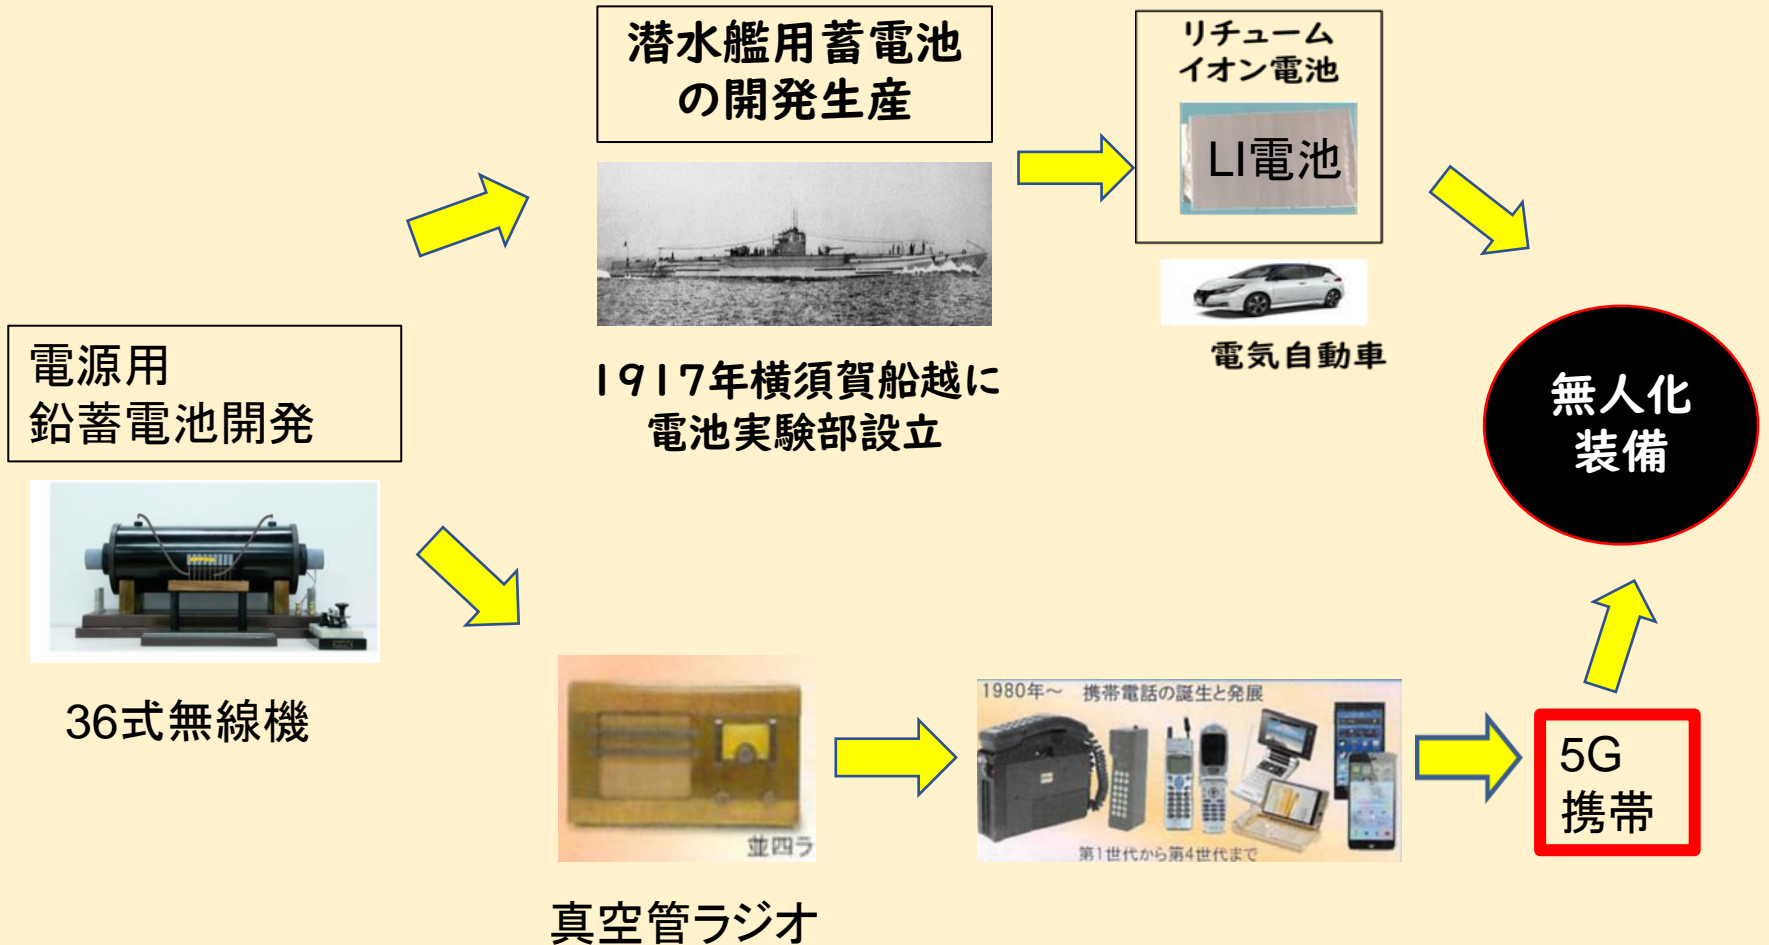 電源用
鉛蓄電池開発
36式無線機
潜水艦用蓄電池
の開発生産
1917年横須賀船越に
電池実験部設立
リチューム
イオン電池
LI電池
電気自動車
無人化
装備
並四ラ
真空管ラジオ
1980年～ 携帯電話の誕生と発展
第1世代から第4世代まで
5G
携帯